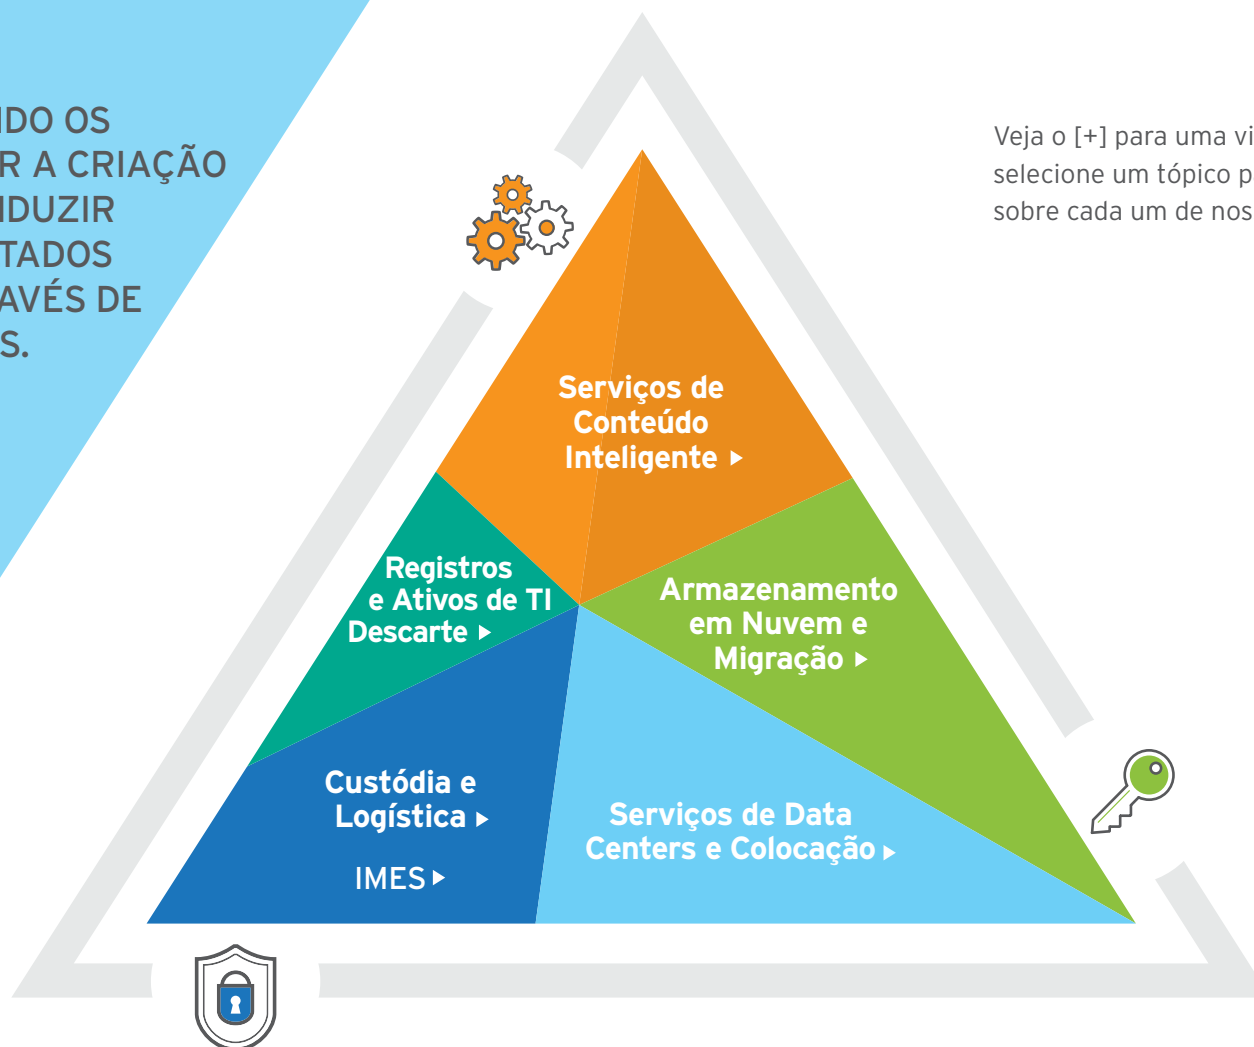 DO OS
R A CRIAÇÃO
DUZIR
TADOS
AVÉS DE
S.
Veja o [+] para uma vi
selecione um tópico p
sobre cada um de nos
Serviços de
Conteúdo
Inteligente
Registros
e Ativos de TI
Descarte
Armazenamento
em Nuvem e
Migração
Custódia e
Logística
IMES
Serviços de Data
Centers e Colocação